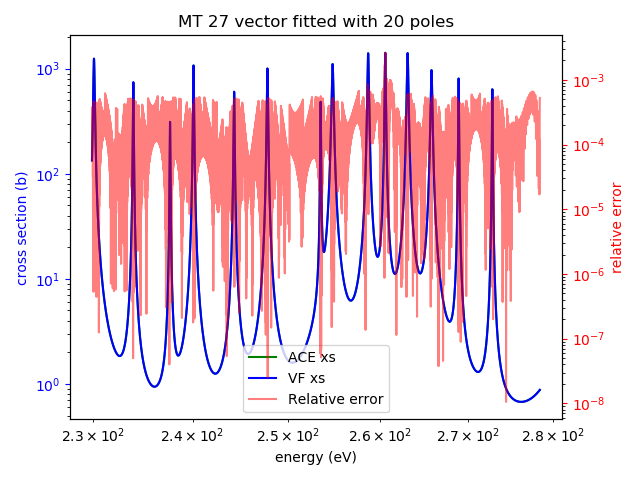 MT 27 vector fitted with 20 poles
10³
10²
10¹
10⁰
cross section (b)
10⁻³
10⁻⁴
10⁻⁵
10⁻⁶
10⁻⁷
10⁻⁸
relative error
ACE xs
VF xs
Relative error
2.3 × 10² 2.4 × 10² 2.5 × 10² 2.6 × 10² 2.7 × 10² 2.8 × 10²
energy (eV)